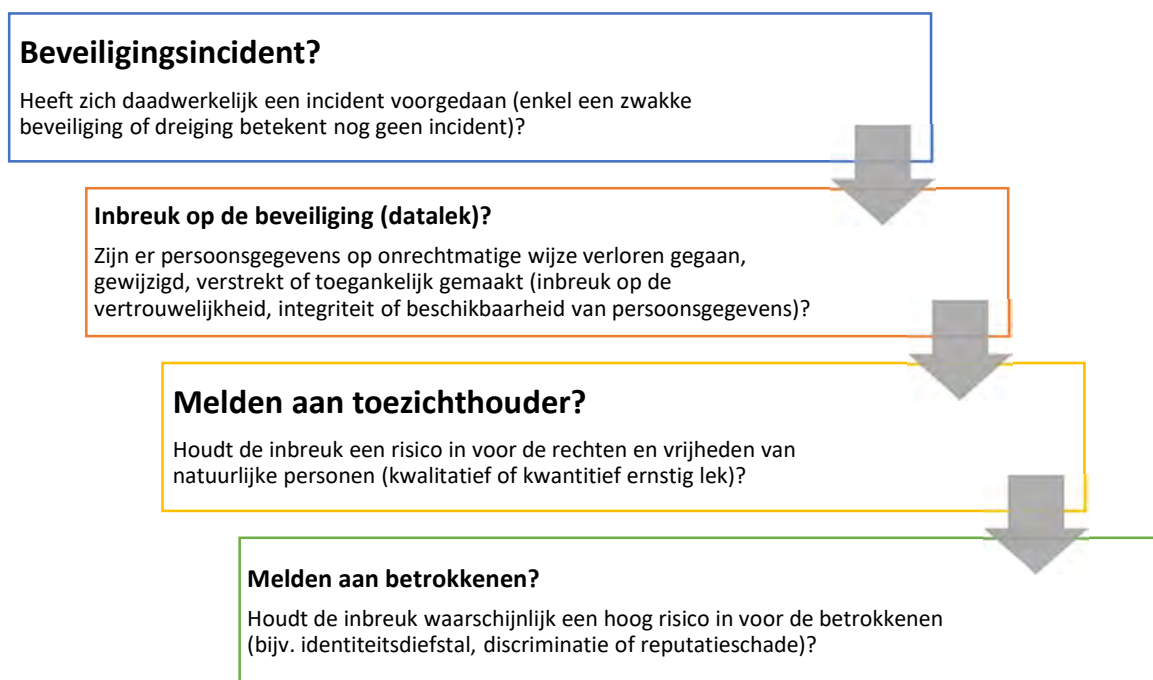 Beveiligingsincident?
Heeft zich daadwerkelijk een incident voorgedaan (enkel een zwakke
beveiliging of dreiging betekent nog geen incident)?
Inbreuk op de beveiliging (datalek)?
Zijn er persoonsgegevens op onrechtmatige wijze verloren gegaan,
gewijzigd, verstrekt of toegankelijk gemaakt (inbreuk op de
vertrouwelijkheid, integriteit of beschikbaarheid van persoonsgegevens)?
Melden aan toezichthouder?
Houdt de inbreuk een risico in voor de rechten en vrijheden van
natuurlijke personen (kwalitatief of kwantitief ernstig lek)?
Melden aan betrokkenen?
Houdt de inbreuk waarschijnlijk een hoog risico in voor de betrokkenen
(bijv. identiteitsdiefstal, discriminatie of reputatieschade)?